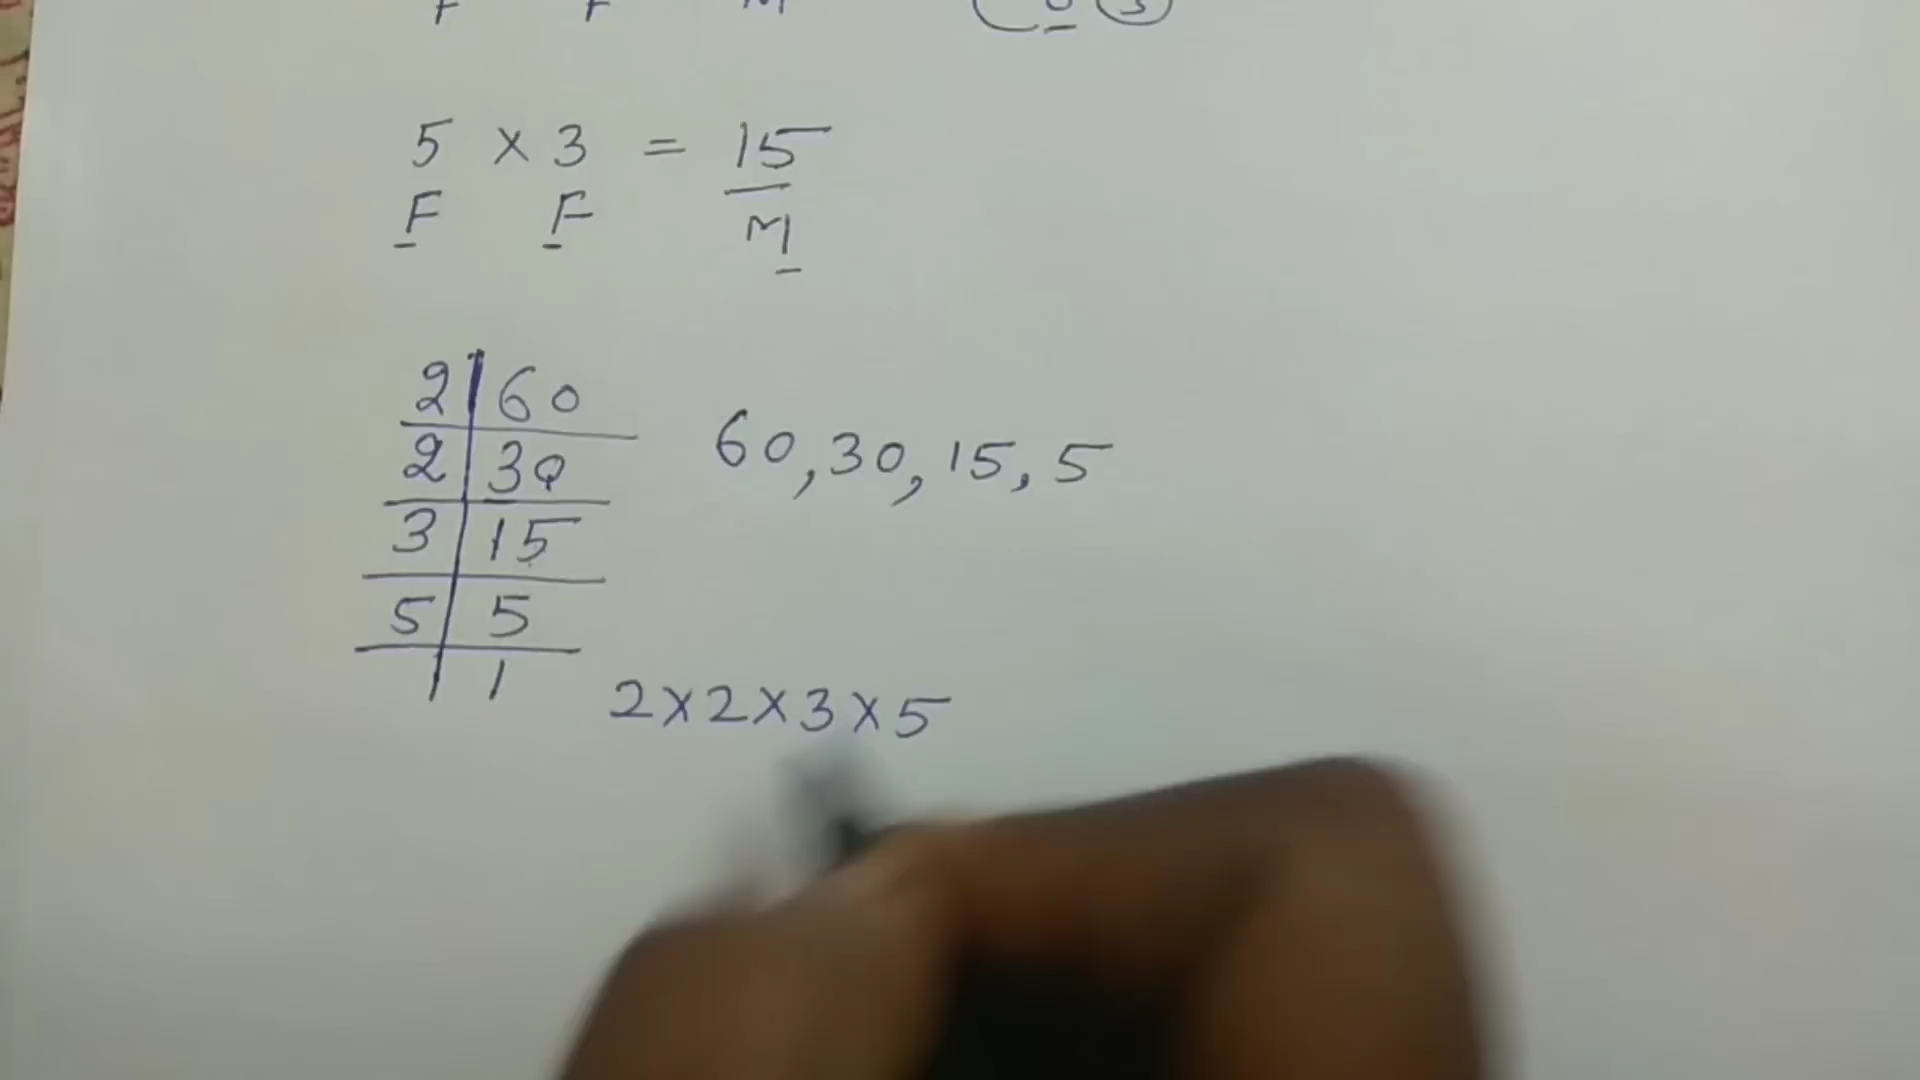 F F M
5 × 3 = 15
F F M
2 | 60
2 | 30
3 | 15
5 | 5
1
60, 30, 15, 5
2×2×3×5